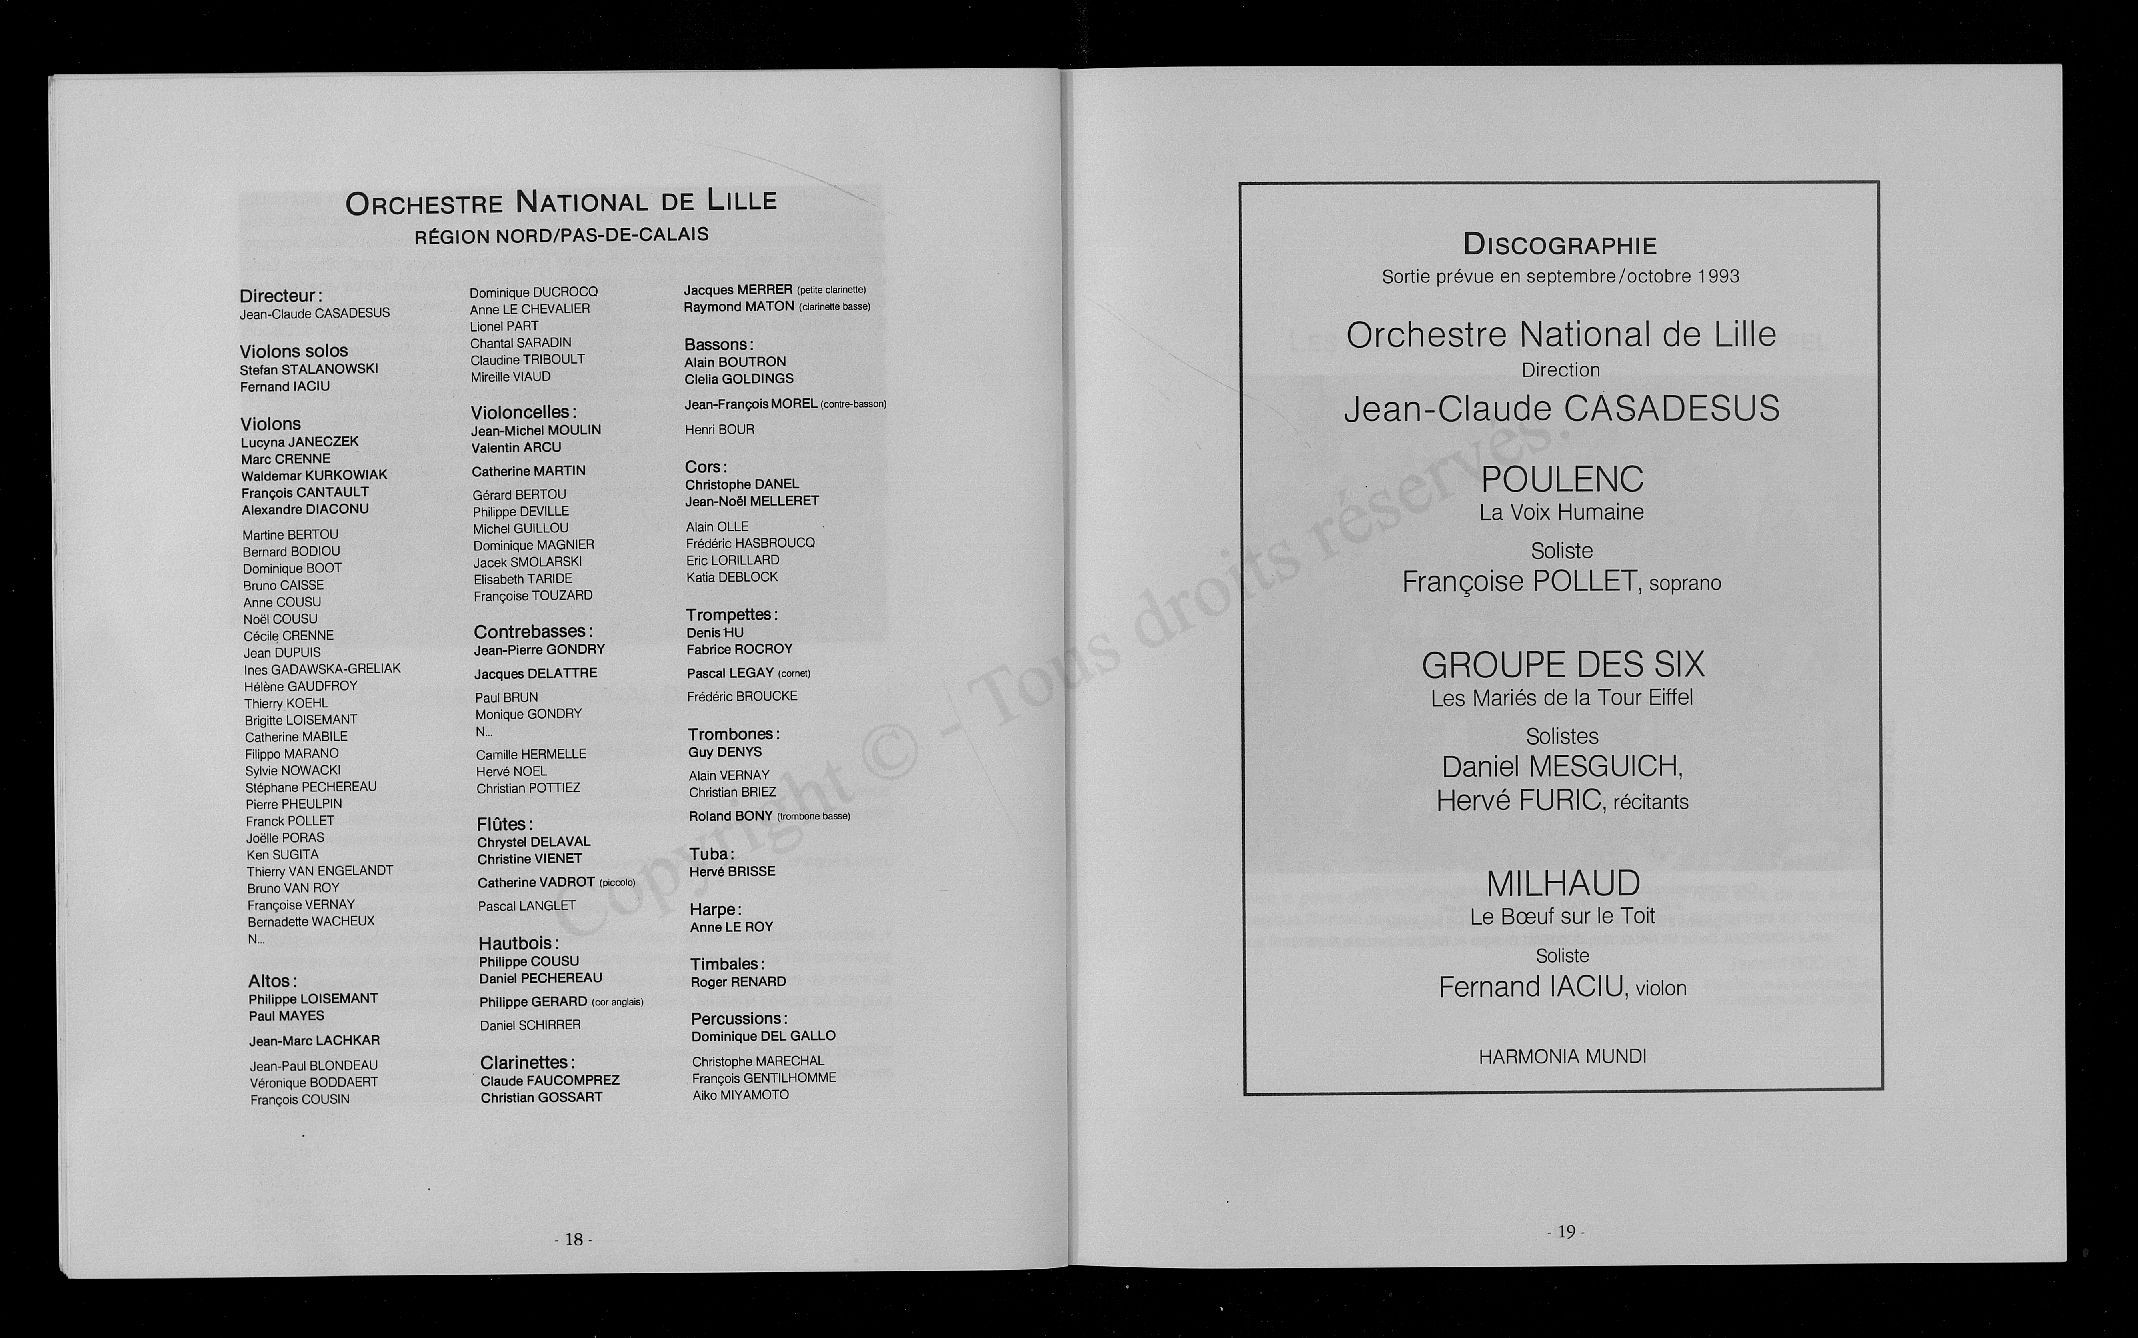 ORCHESTRE NATIONAL DE LILLE
RÉGION NORD/PAS-DE-CALAIS
Directeur :
Jean-Claude CASADESUS
Violons solos
Stefan STALANOWSKI
Fernand IACIU
Violons
Lucyna JANECZEK
Marc CRENNE
Waldemar KURKOWIAK
François CANTAULT
Alexandre DIACONU
Martine BERTOU
Bernard BODIOU
Dominique BOOT
Bruno CAISSE
Anne COUSU
Noël COUSU
Cécile CRENNE
Jean DUPUIS
Ines GADAWSKA-GRELIAK
Hélène GAUDFROY
Thierry KOEHL
Brigitte LOISEMANT
Catherine MABILE
Filippo MARANO
Sylvie NOWACKI
Stéphane PECHEREAU
Pierre PHEULPIN
Franck POLLET
Joëlle PORAS
Ken SUGITA
Thierry VAN ENGELANDT
Bruno VAN ROY
Françoise VERNAY
Bernadette WACHEUX
N...
Altos :
Philippe LOISEMANT
Paul MAYES
Jean-Marc LACHKAR
Jean-Paul BLONDEAU
Véronique BODDAERT
François COUSIN
Dominique DUCROCQ
Anne LE CHEVALIER
Lionel PART
Chantal SARADIN
Claudine TRIBOULT
Mireille VIAUD
Violoncelles :
Jean-Michel MOULIN
Valentin ARCU
Catherine MARTIN
Gérard BERTOU
Philippe DEVILLE
Michel GUILLOU
Dominique MAGNIER
Jacek SMOLARSKI
Elisabeth TARIDE
Françoise TOUZARD
Contrebasses :
Jean-Pierre GONDRY
Jacques DELATTRE
Paul BRUN
Monique GONDRY
N...
Camille HERMELLE
Hervé NOEL
Christian POTTIEZ
Flûtes :
Chrystel DELAVAL
Christine VIENET
Catherine VADROT (piccolo)
Pascal LANGLET
Hautbois :
Philippe COUSU
Daniel PECHEREAU
Philippe GERARD (cor anglais)
Daniel SCHIRRER
Clarinettes :
Claude FAUCOMPREZ
Christian GOSSART
Jacques MERRER (petite clarinette)
Raymond MATON (clarinette basse)
Bassons :
Alain BOUTRON
Clelia GOLDINGS
Jean-François MOREL (contre-basson)
Henri BOUR
Cors :
Christophe DANEL
Jean-Noël MELLERET
Alain OLLE
Frédéric HASBROUCQ
Eric LORILLARD
Katia DEBLOCK
Trompettes :
Denis HU
Fabrice ROCROY
Pascal LEGAY (cornet)
Frédéric BROUCKE
Trombones :
Guy DENYS
Alain VERNAY
Christian BRIEZ
Roland BONY (trombone basse)
Tuba :
Hervé BRISSE
Harpe :
Anne LE ROY
Timbales :
Roger RENARD
Percussions :
Dominique DEL GALLO
Christophe MARECHAL
François GENTILHOMME
Aiko MIYAMOTO
- 18 -
DISCOGRAPHIE
Sortie prévue en septembre/octobre 1993
Orchestre National de Lille
Direction
Jean-Claude CASADESUS
POULENC
La Voix Humaine
Soliste
Françoise POLLET, soprano
GROUPE DES SIX
Les Mariés de la Tour Eiffel
Solistes
Daniel MESGUICH,
Hervé FURIC, récitants
MILHAUD
Le Bœuf sur le Toit
Soliste
Fernand IACIU, violon
HARMONIA MUNDI
- 19 -
Copyright © - Tous droits réservés.